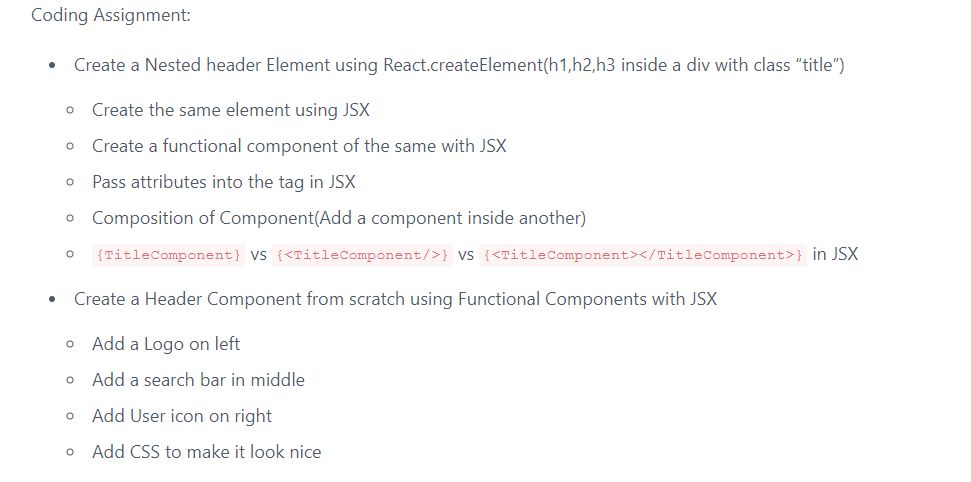 Coding Assignment:
Create a Nested header Element using React.createElement(h1,h2,h3 inside a div with class “title”)
Create the same element using JSX
Create a functional component of the same with JSX
Pass attributes into the tag in JSX
Composition of Component(Add a component inside another)
{TitleComponent} vs {<TitleComponent/>} vs {<TitleComponent></TitleComponent>} in JSX
Create a Header Component from scratch using Functional Components with JSX
Add a Logo on left
Add a search bar in middle
Add User icon on right
Add CSS to make it look nice